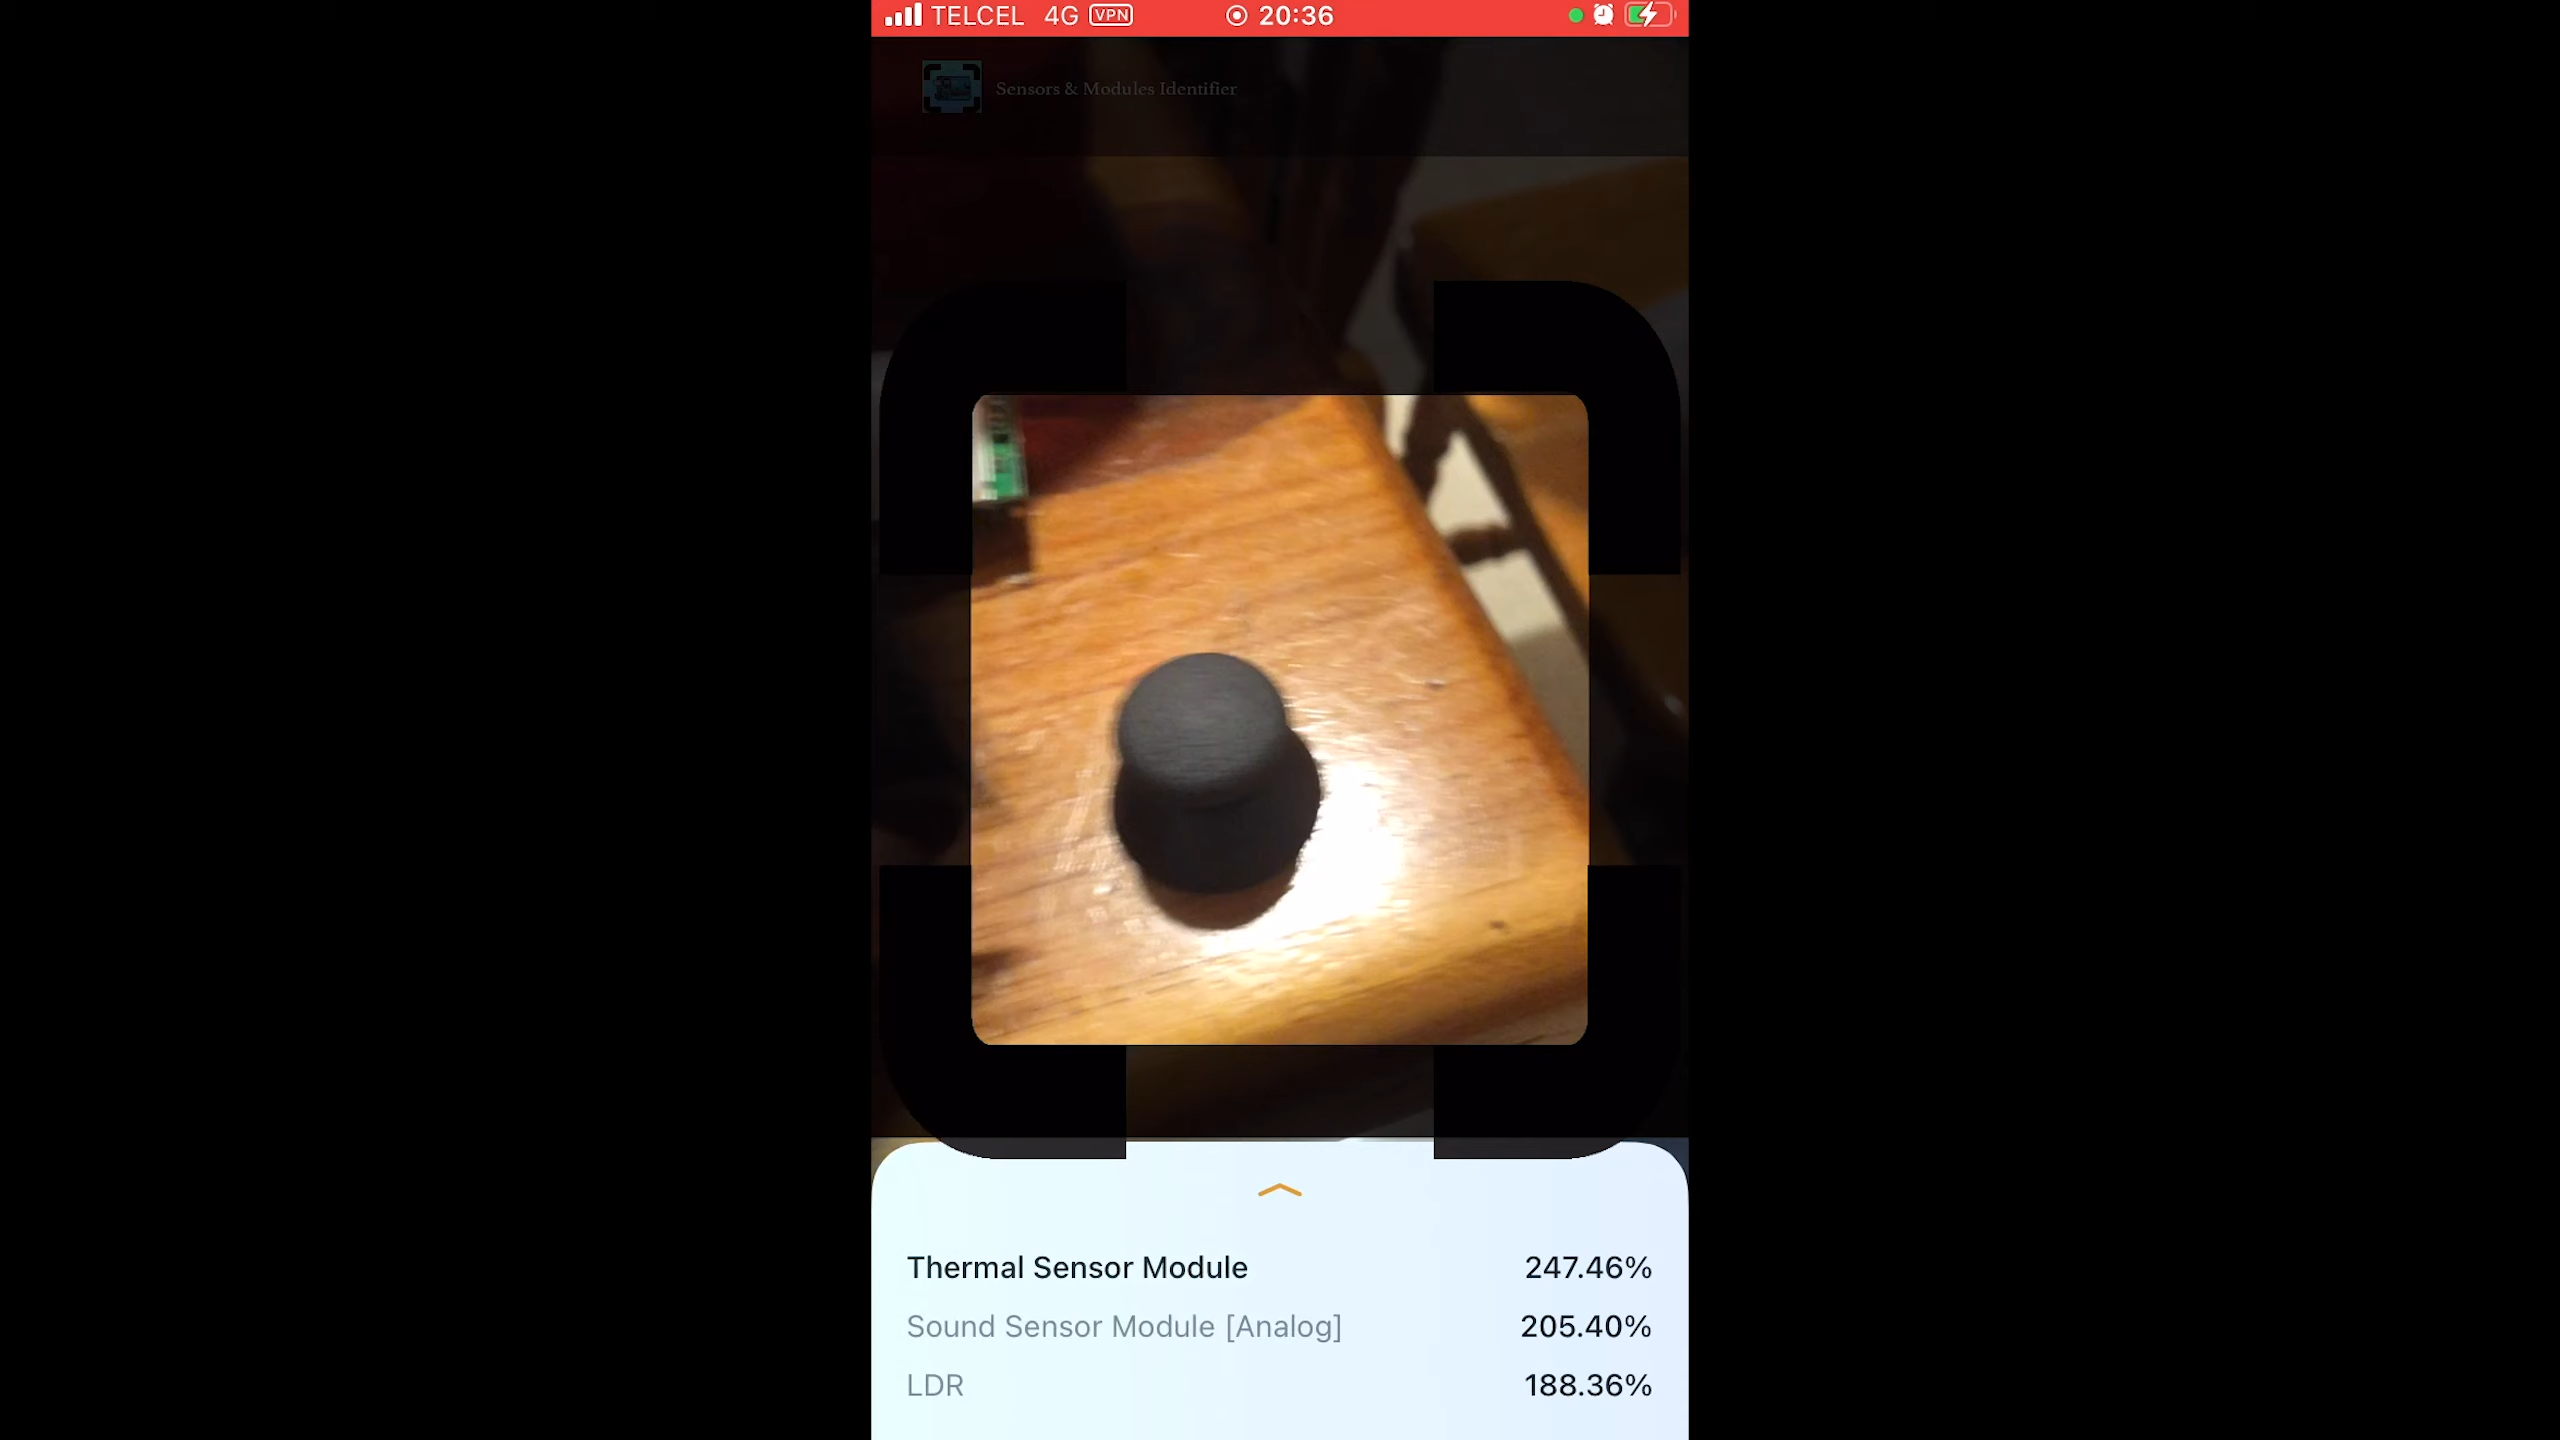 TELCEL 4G VPN 20:36
Sensors & Modules Identifier
Thermal Sensor Module 247.46%
Sound Sensor Module [Analog] 205.40%
LDR 188.36%